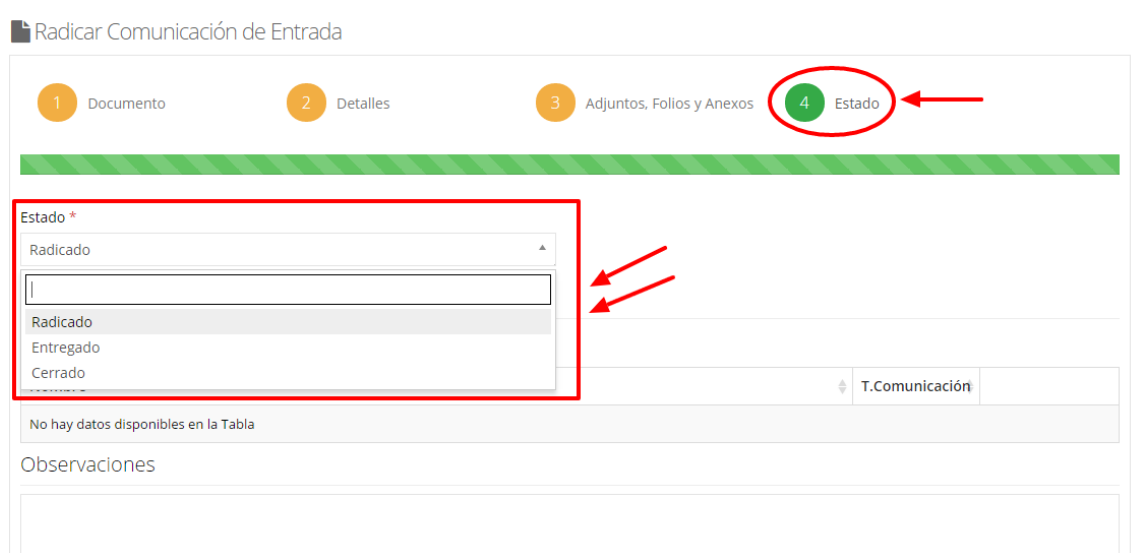 Radicar Comunicación de Entrada
1 Documento 2 Detalles 3 Adjuntos, Folios y Anexos 4 Estado
Estado *
Radicado
Radicado
Entregado
Cerrado
T.Comunicación
No hay datos disponibles en la Tabla
Observaciones